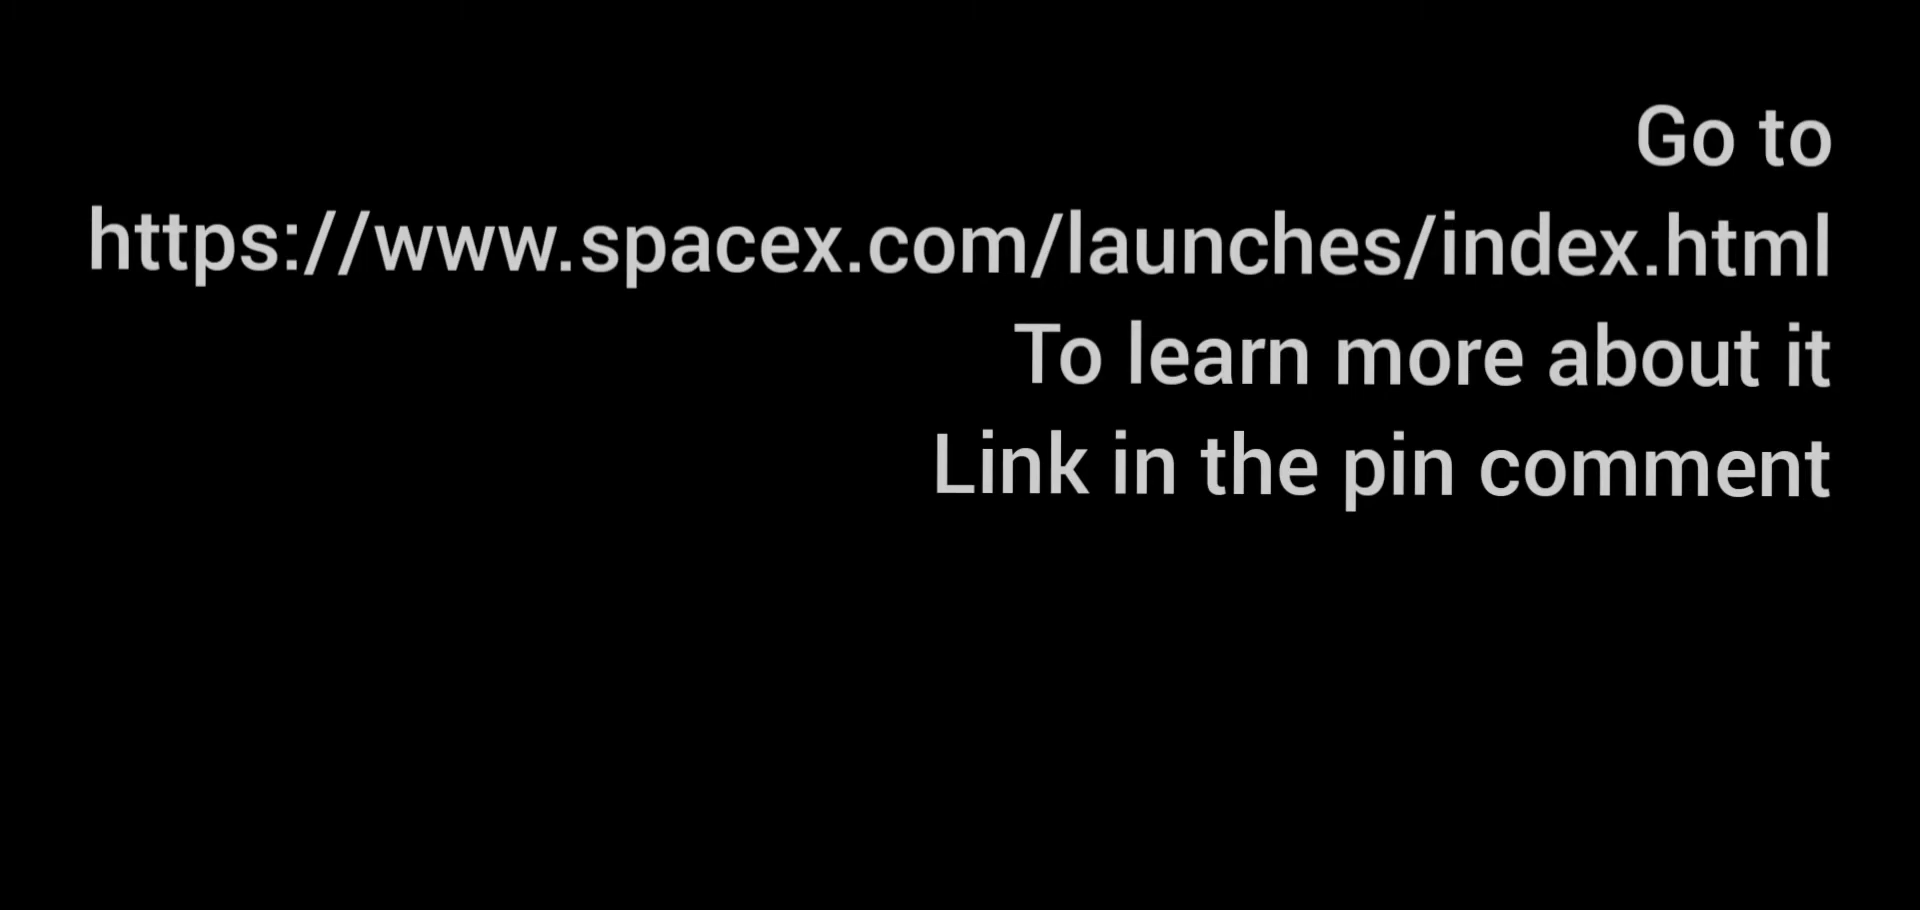 Go to
https://www.spacex.com/launches/index.html
To learn more about it
Link in the pin comment